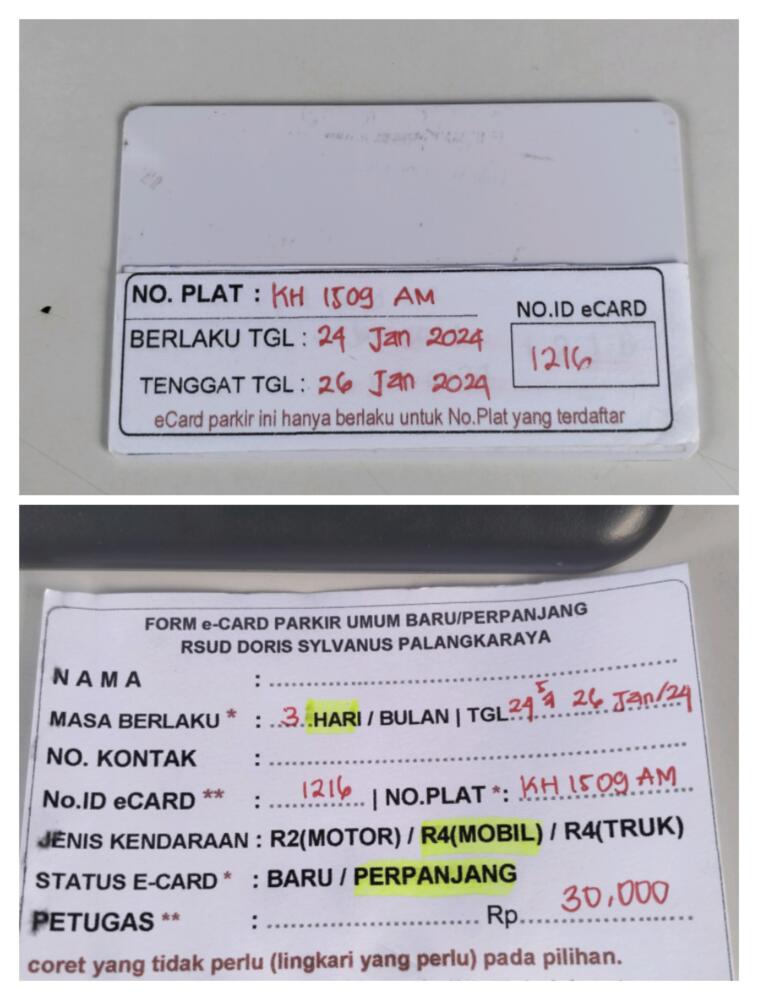 NO. PLAT : KH 1509 AM
NO.ID eCARD
BERLAKU TGL : 24 Jan 2024
1216
TENGGAT TGL : 26 Jan 2024
eCard parkir ini hanya berlaku untuk No.Plat yang terdaftar
FORM e-CARD PARKIR UMUM BARU/PERPANJANG
RSUD DORIS SYLVANUS PALANGKARAYA
NAMA :
MASA BERLAKU * : 3 HARI / BULAN | TGL 24 s/d 26 Jan/24
NO. KONTAK :
No.ID eCARD ** : 1216 | NO.PLAT *: KH 1509 AM
JENIS KENDARAAN : R2(MOTOR) / R4(MOBIL) / R4(TRUK)
STATUS E-CARD * : BARU / PERPANJANG
PETUGAS ** : Rp. 30,000
coret yang tidak perlu (lingkari yang perlu) pada pilihan.